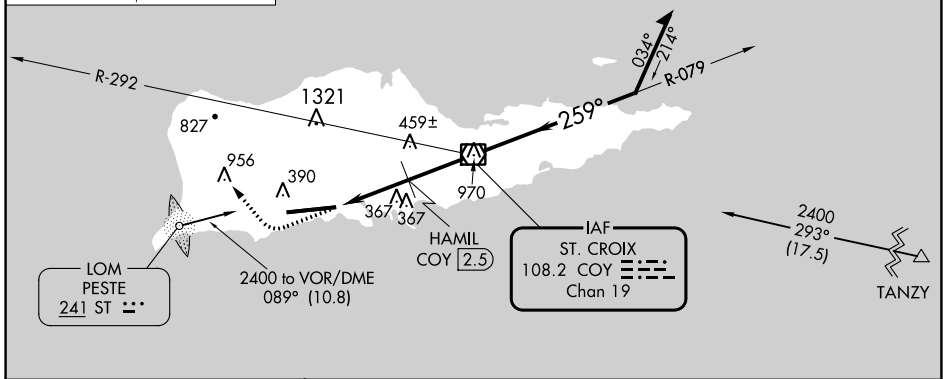 034°
214°
R-079
R-292
1321
827
459±
259°
956
390
970
367
367
HAMIL
COY 2.5
IAF
ST. CROIX
108.2 COY
Chan 19
2400
293°
(17.5)
TANZY
LOM
PESTE
241 ST
2400 to VOR/DME
089° (10.8)